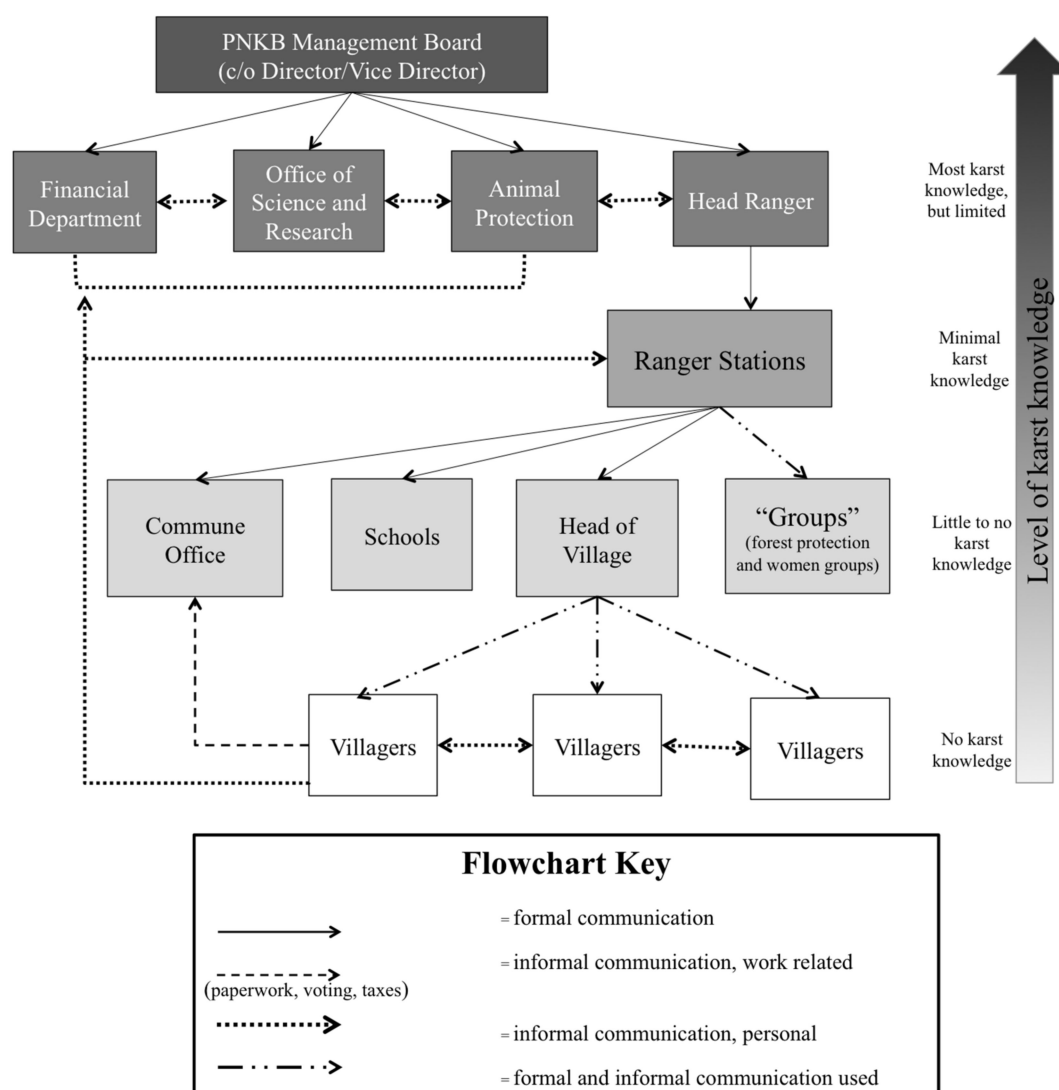 PNKB Management Board
(c/o Director/Vice Director)
Financial
Department
Office of
Science and
Research
Animal
Protection
Head Ranger
Most karst
knowledge,
but limited
Ranger Stations
Minimal
karst
knowledge
Commune
Office
Schools
Head of
Village
“Groups”
(forest protection
and women groups)
Little to no
karst
knowledge
Villagers
Villagers
Villagers
No karst
knowledge
Level of karst knowledge
Flowchart Key
= formal communication
= informal communication, work related
(paperwork, voting, taxes)
= informal communication, personal
= formal and informal communication used